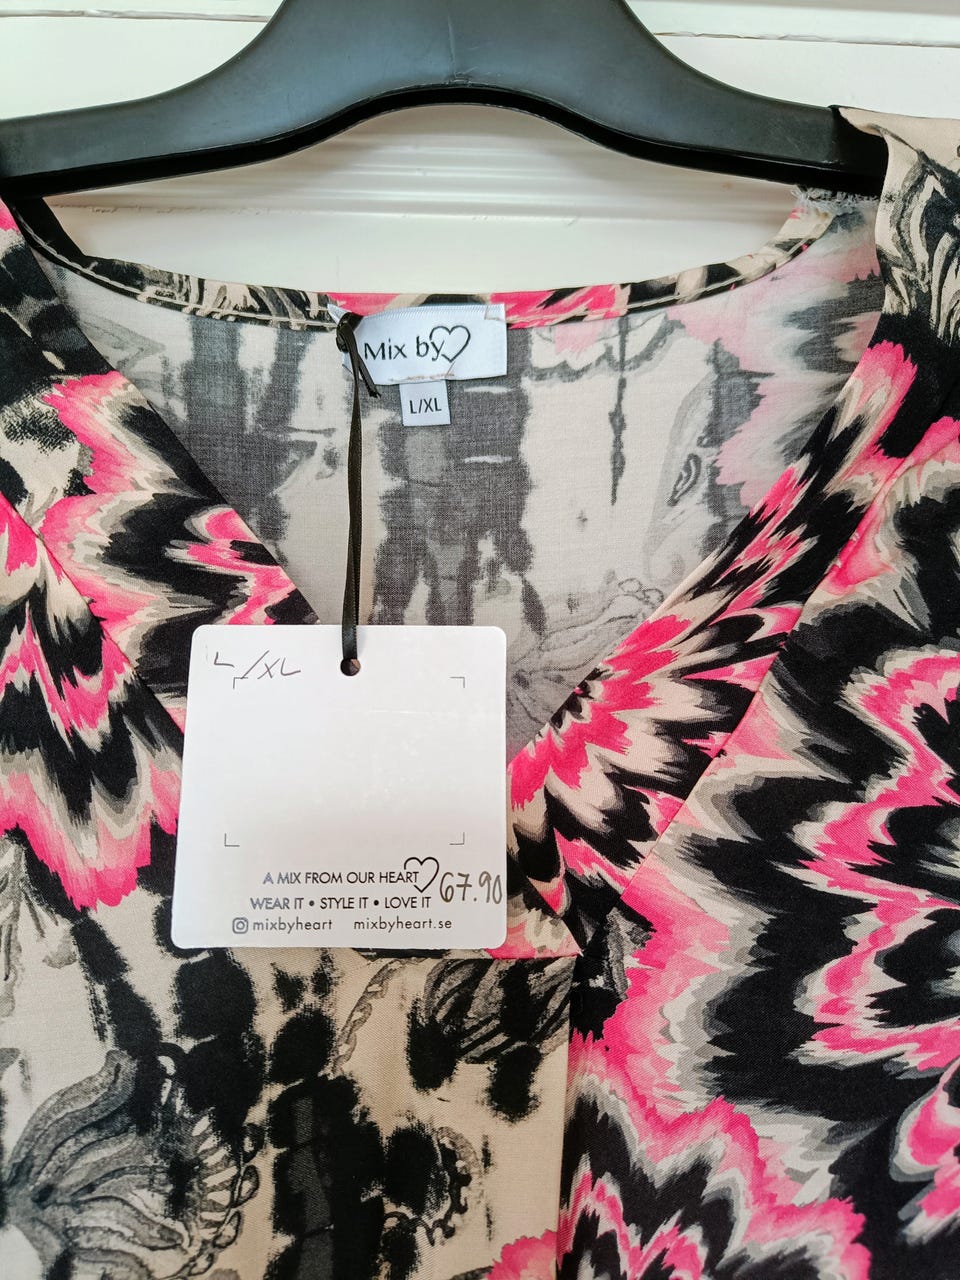 Mix by♡
L/XL
L/XL
A MIX FROM OUR HEART♡
67.90
WEAR IT • STYLE IT • LOVE IT
mixbyheart mixbyheart.se